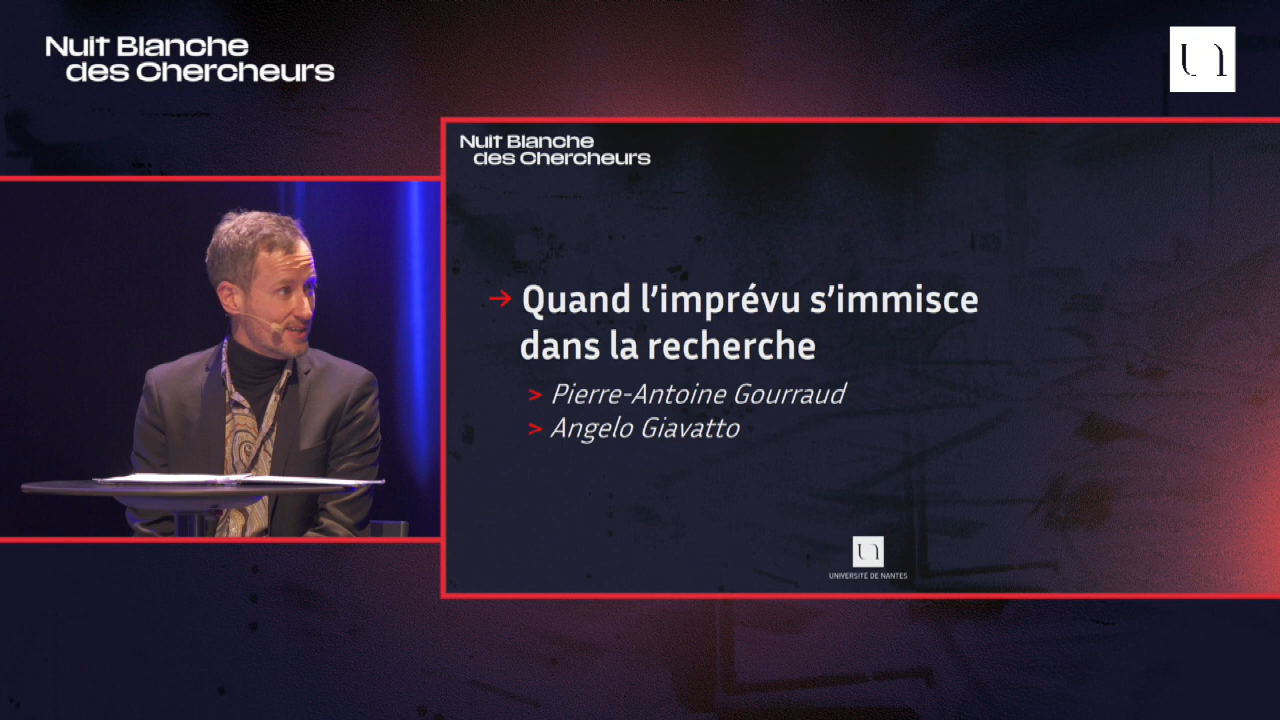 Nuit Blanche
des Chercheurs
Nuit Blanche
des Chercheurs
→ Quand l’imprévu s’immisce
dans la recherche
> Pierre-Antoine Gourraud
> Angelo Giavatto
UNIVERSITÉ DE NANTES